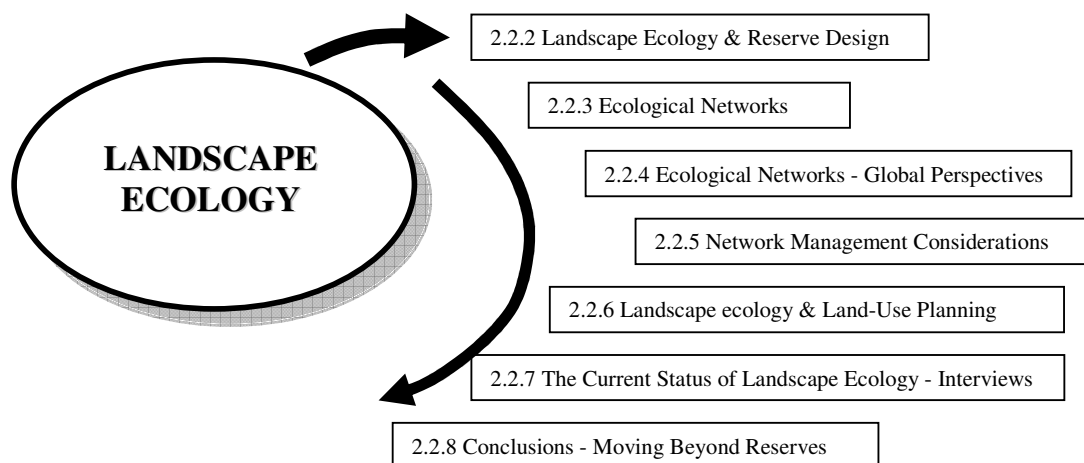 LANDSCAPE
ECOLOGY
2.2.2 Landscape Ecology & Reserve Design
2.2.3 Ecological Networks
2.2.4 Ecological Networks - Global Perspectives
2.2.5 Network Management Considerations
2.2.6 Landscape ecology & Land-Use Planning
2.2.7 The Current Status of Landscape Ecology - Interviews
2.2.8 Conclusions - Moving Beyond Reserves